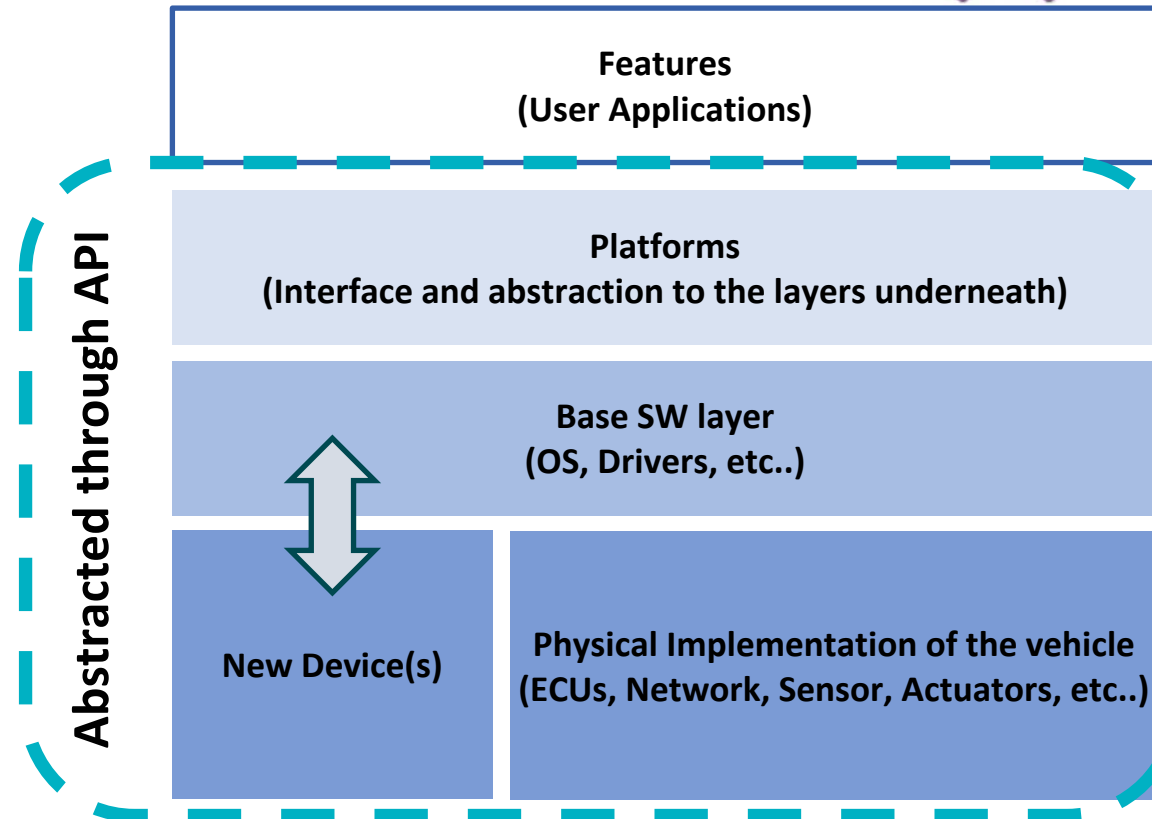 Features
(User Applications)
Abstracted through API
Platforms
(Interface and abstraction to the layers underneath)
Base SW layer
(OS, Drivers, etc..)
New Device(s)
Physical Implementation of the vehicle
(ECUs, Network, Sensor, Actuators, etc..)